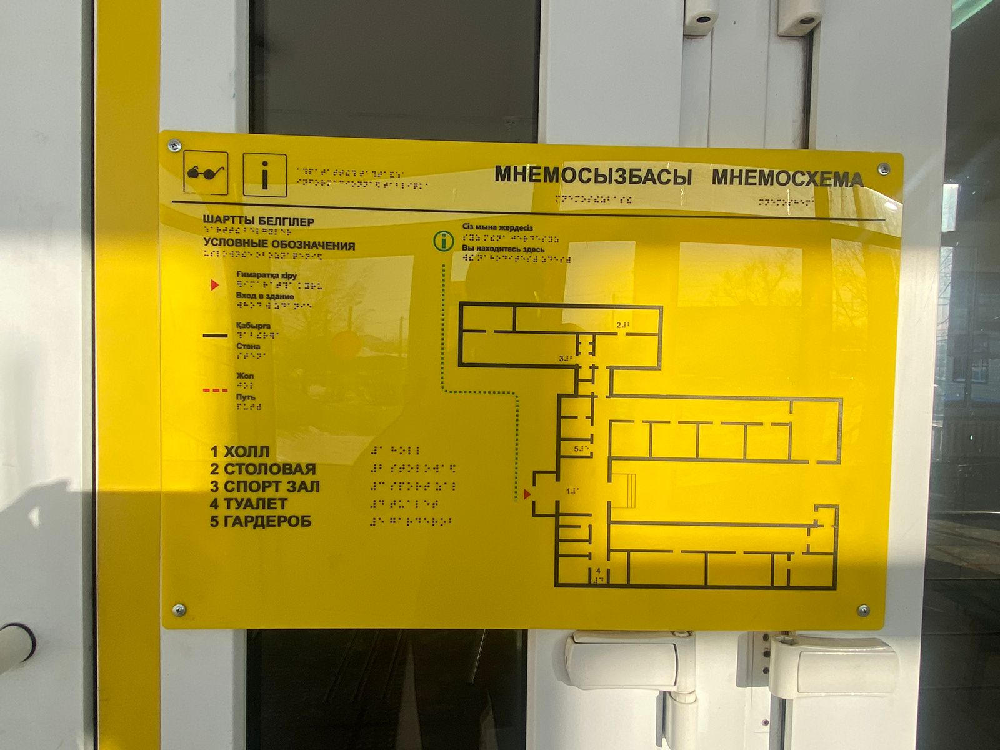 МНЕМОСЫЗБАСЫ МНЕМОСХЕМА
ШАРТТЫ БЕЛГІЛЕР
УСЛОВНЫЕ ОБОЗНАЧЕНИЯ
Ғимаратқа кіру
Вход в здание
Қабырға
Стена
Жол
Путь
1 ХОЛЛ
2 СТОЛОВАЯ
3 СПОРТ ЗАЛ
4 ТУАЛЕТ
5 ГАРДЕРОБ
Сіз мына жердесіз
Вы находитесь здесь
2
3
5
1
4